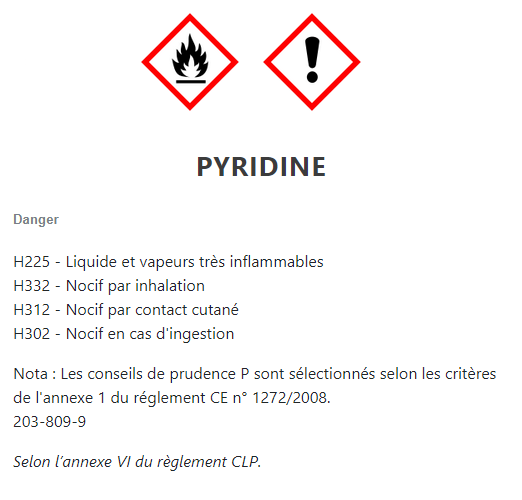 PYRIDINE
Danger
H225 - Liquide et vapeurs très inflammables
H332 - Nocif par inhalation
H312 - Nocif par contact cutané
H302 - Nocif en cas d'ingestion
Nota : Les conseils de prudence P sont sélectionnés selon les critères
de l'annexe 1 du réglement CE n° 1272/2008.
203-809-9
Selon l’annexe VI du règlement CLP.